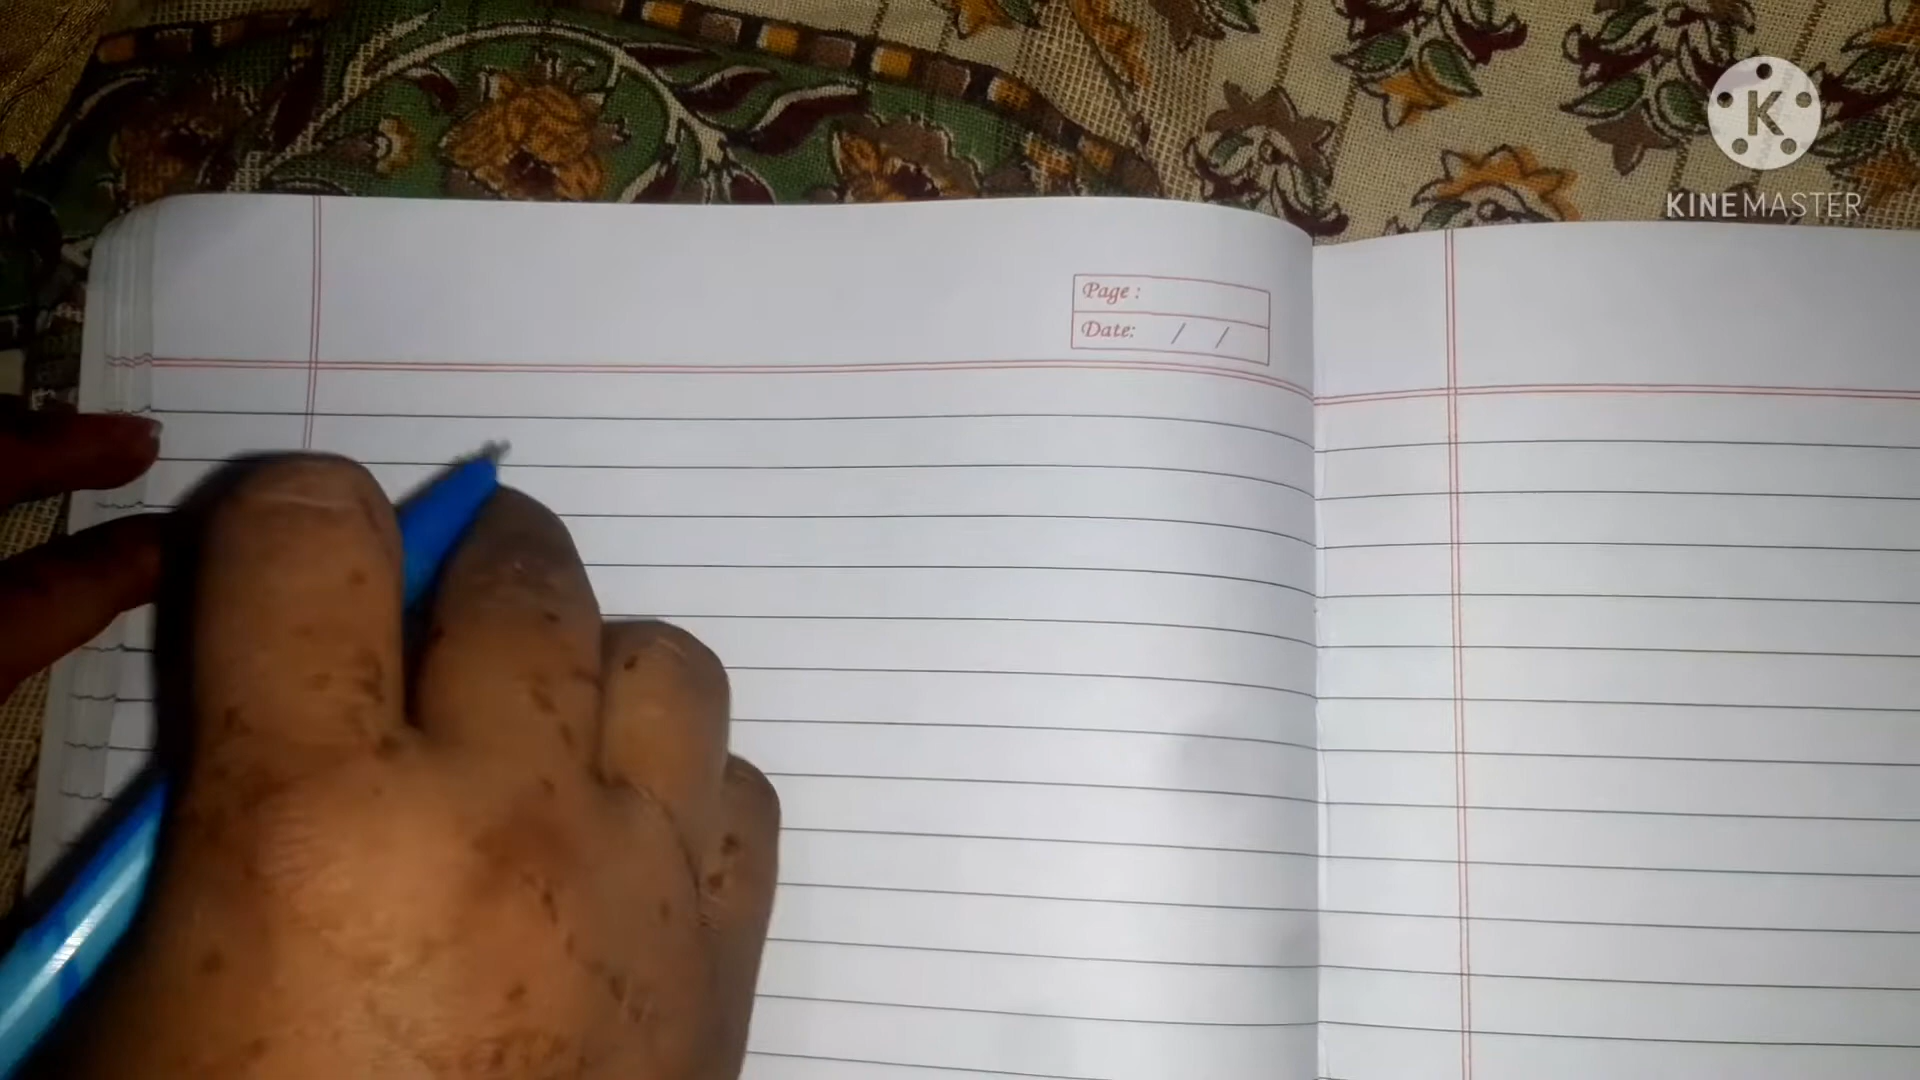 K
KINEMASTER
Page :
Date: / /